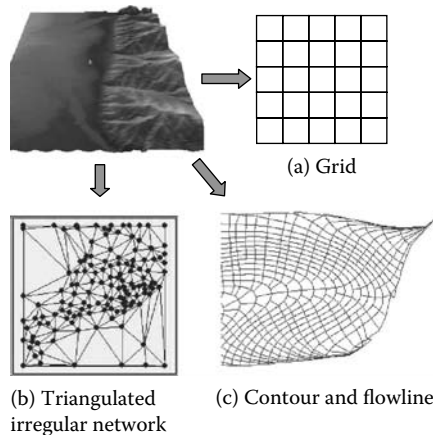 (a) Grid
(b) Triangulated
irregular network
(c) Contour and flowline